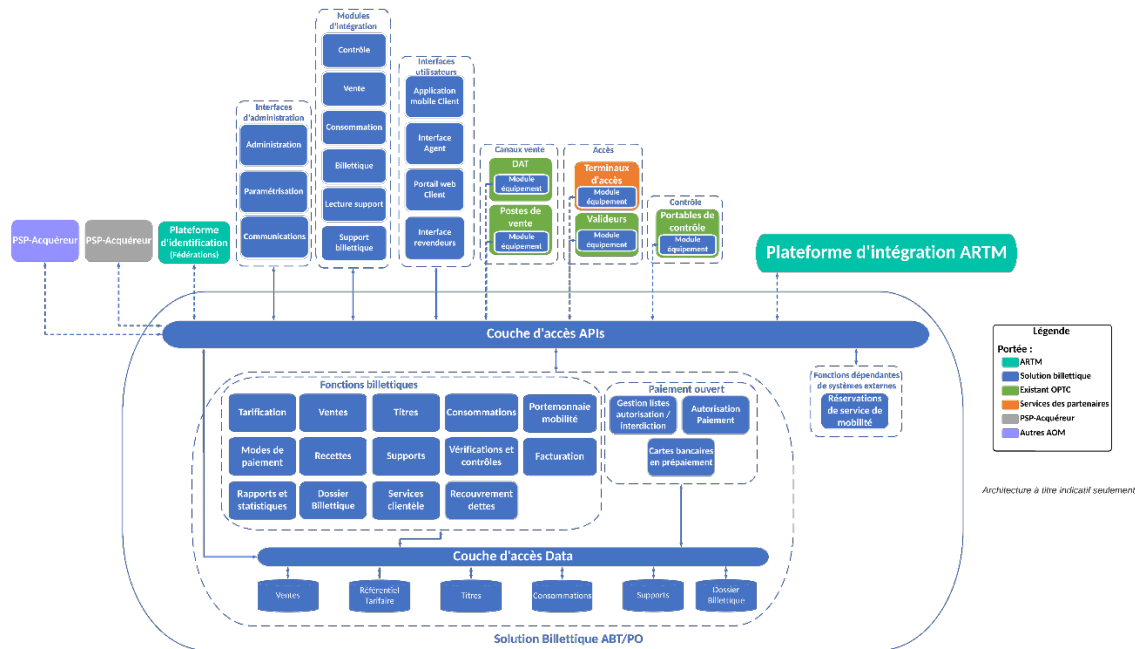 Modules
d'intégration
Contrôle
Vente
Consommation
Billettique
Lecture support
Support
billettique
Interfaces
utilisateurs
Application
mobile Client
Interface
Agent
Portail web
Client
Interface
revendeurs
Interfaces
d'administration
Administration
Paramétrisation
Communications
Canaux vente
DAT
Module
équipement
Postes de
vente
Module
équipement
Accès
Terminaux
d'accès
Module
équipement
Valideurs
Module
équipement
Contrôle
Portables de
contrôle
Module
équipement
PSP-Acquéreur
PSP-Acquéreur
Plateforme
d'identification
(Fédérations)
Plateforme d'intégration ARTM
Couche d'accès APIs
Légende
Portée :
ARTM
Solution billettique
Existant OPTC
Services des partenaires
PSP-Acquéreur
Autres AOM
Architecture à titre indicatif seulement
Fonctions billettiques
Tarification
Ventes
Titres
Consommations
Portemonnaie
mobilité
Modes de
paiement
Recettes
Supports
Vérifications et
contrôles
Facturation
Rapports et
statistiques
Dossier
Billettique
Services
clientèle
Recouvrement
dettes
Paiement ouvert
Gestion listes
autorisation /
interdiction
Autorisation
Paiement
Cartes bancaires
en prépaiement
Fonctions dépendantes
de systèmes externes
Réservations
de service de
mobilité
Couche d'accès Data
Ventes
Référentiel
Tarifaire
Titres
Consommations
Supports
Dossier
Billettique
Solution Billettique ABT/PO